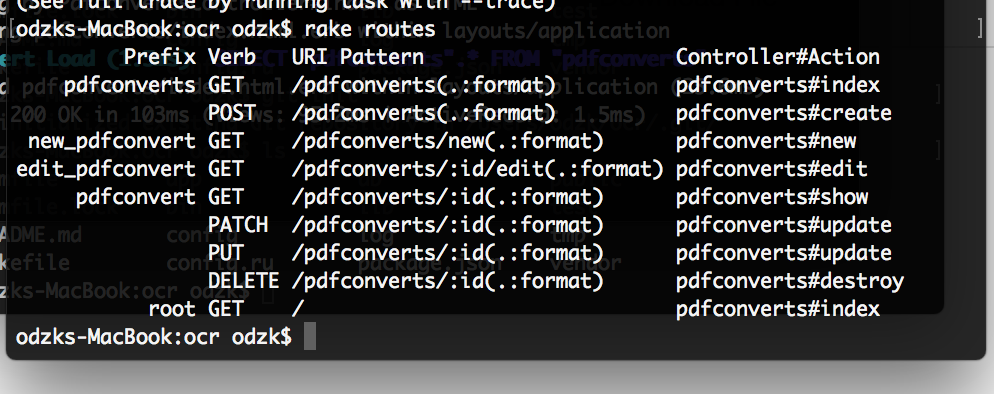 (See full trace by running task with --trace)
odzks-MacBook:ocr odzk$ rake routes
Prefix Verb URI Pattern Controller#Action
pdfconverts GET /pdfconverts(.:format) pdfconverts#index
POST /pdfconverts(.:format) pdfconverts#create
new_pdfconvert GET /pdfconverts/new(.:format) pdfconverts#new
edit_pdfconvert GET /pdfconverts/:id/edit(.:format) pdfconverts#edit
pdfconvert GET /pdfconverts/:id(.:format) pdfconverts#show
PATCH /pdfconverts/:id(.:format) pdfconverts#update
PUT /pdfconverts/:id(.:format) pdfconverts#update
DELETE /pdfconverts/:id(.:format) pdfconverts#destroy
root GET / pdfconverts#index
odzks-MacBook:ocr odzk$